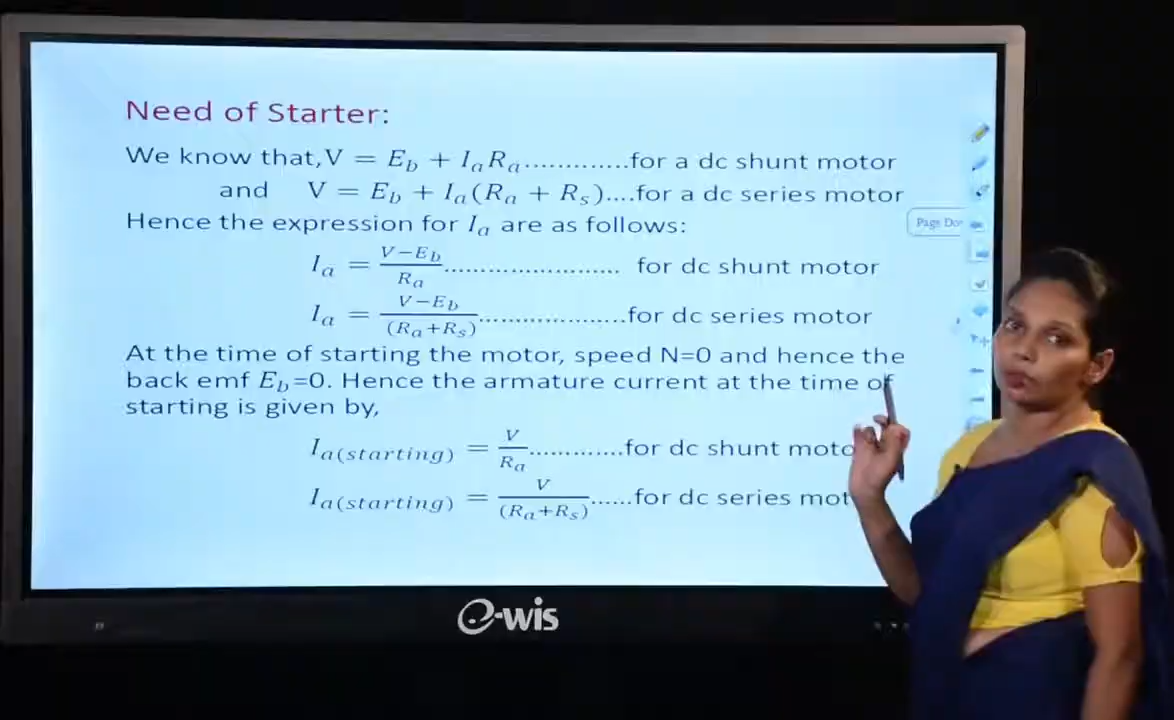 Need of Starter:
We know that, V = E_b + I_a R_a.............for a dc shunt motor
and V = E_b + I_a(R_a + R_s)....for a dc series motor
Hence the expression for I_a are as follows:
I_a = (V−E_b)/R_a......................... for dc shunt motor
I_a = (V−E_b)/(R_a+R_s)....................for dc series motor
At the time of starting the motor, speed N=0 and hence the
back emf E_b=0. Hence the armature current at the time of
starting is given by,
I_a(starting) = V/R_a.............for dc shunt moto
I_a(starting) = V/(R_a+R_s)......for dc series mot
Page Do
e-wis